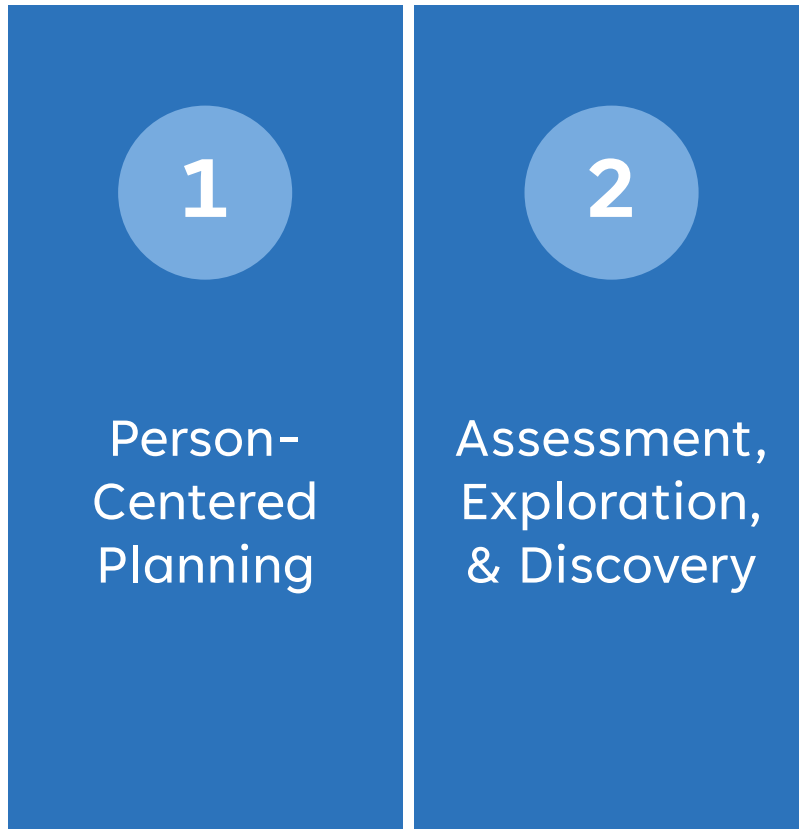 1
Person-
Centered
Planning
2
Assessment,
Exploration,
& Discovery